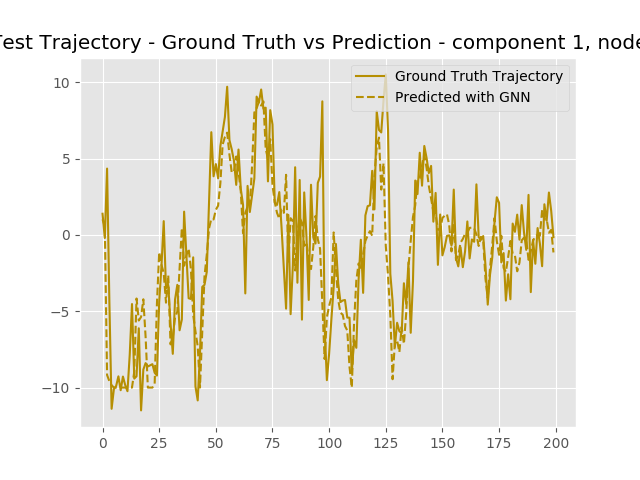 Test Trajectory - Ground Truth vs Prediction - component 1, node
Ground Truth Trajectory
Predicted with GNN
10
5
0
−5
−10
0 25 50 75 100 125 150 175 200